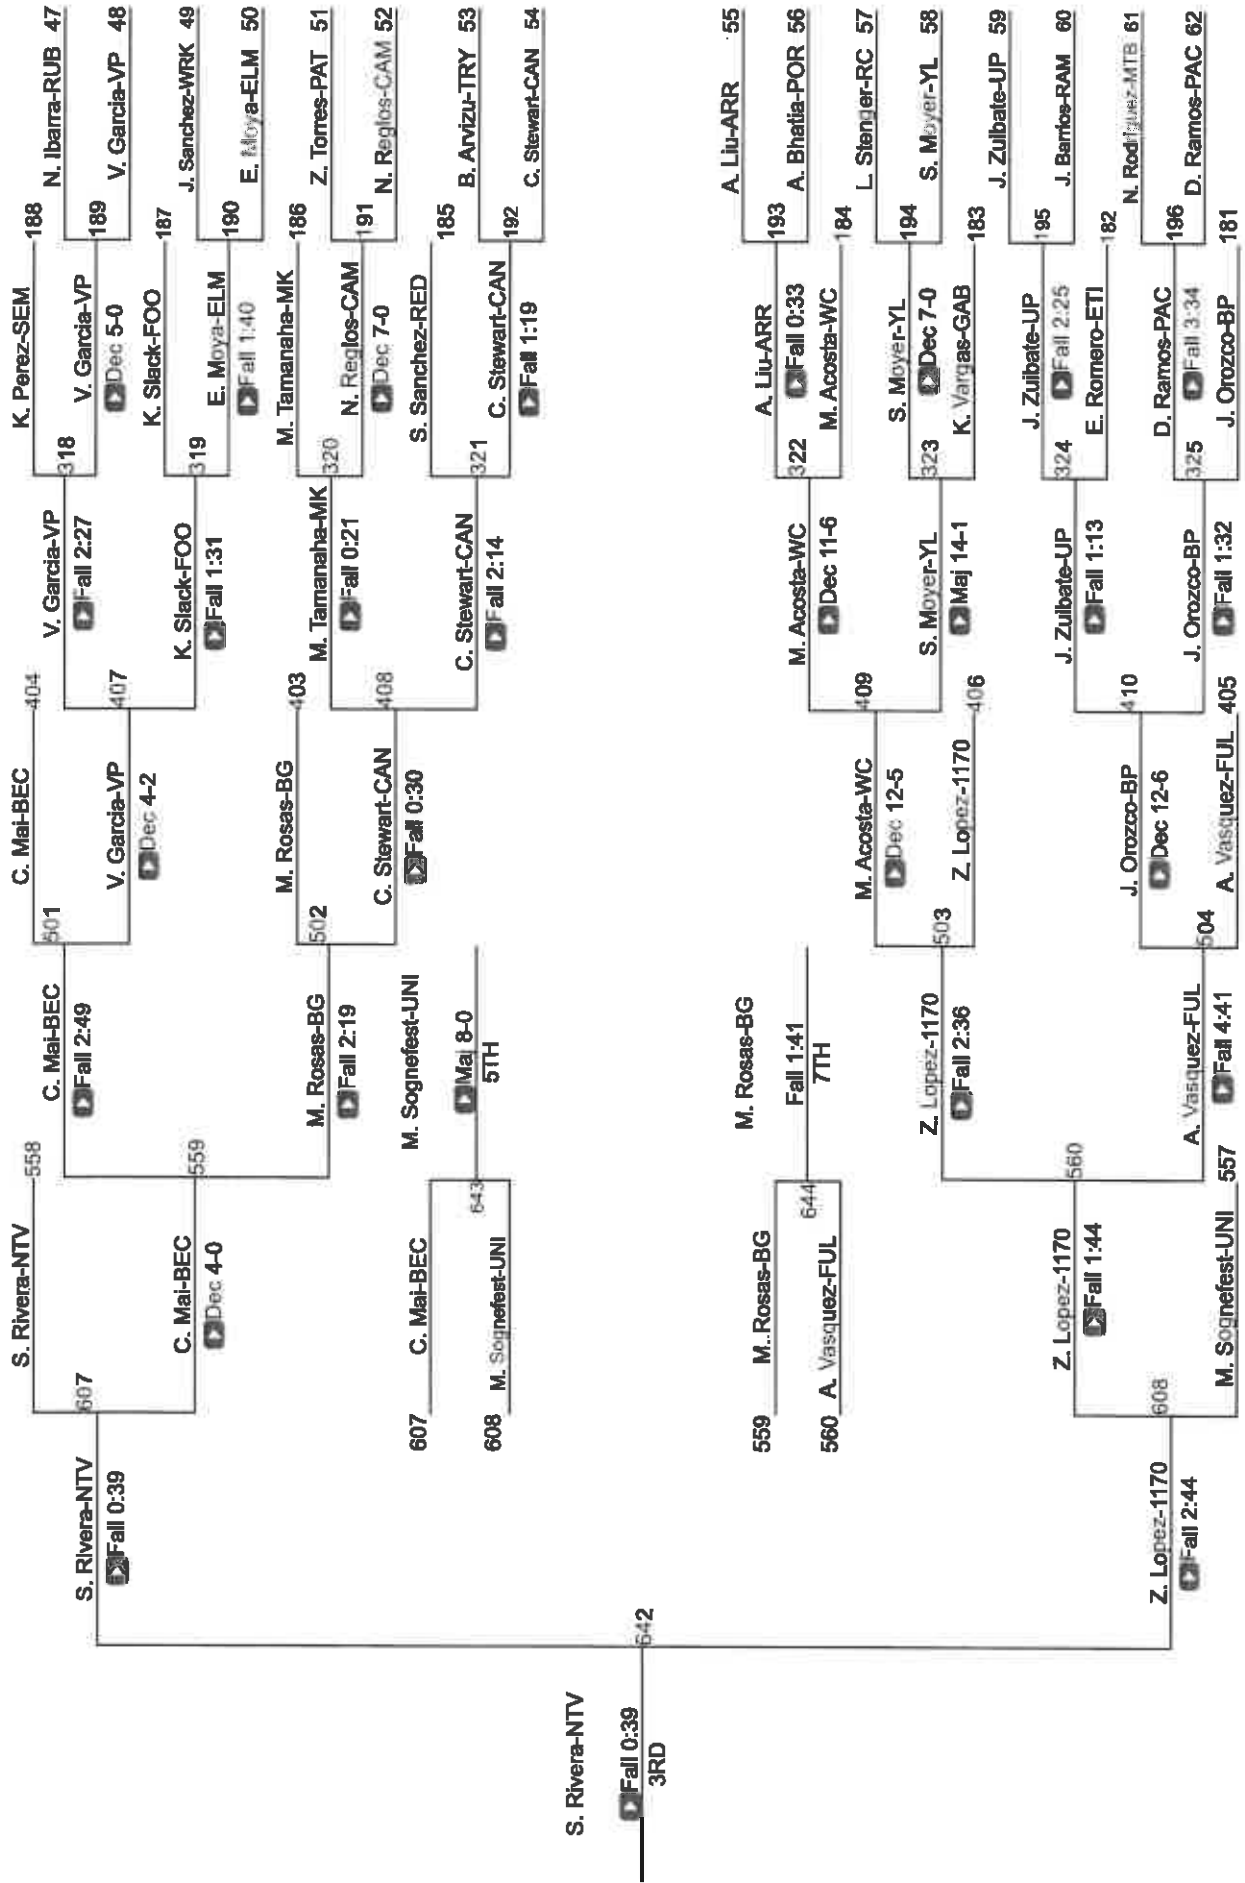 N. Ibarra-RUB 47
V. Garcia-VP 48
J. Sanchez-WRK 49
E. Moya-ELM 50
Z. Torres-PAT 51
N. Reglos-CAM 52
B. Arvizu-TRY 53
C. Stewart-CAN 54
A. Liu-ARR 55
A. Bhatia-POR 56
L. Stenger-RC 57
S. Moyer-YL 58
J. Zuibate-UP 59
J. Barrios-RAM 60
N. Rodriguez-MTB 61
D. Ramos-PAC 62
K. Perez-SEM 188
189
V. Garcia-VP
Dec 5-0
K. Slack-FOO 187
190
E. Moya-ELM
Fall 1:40
M. Tamanaha-MK 186
191
N. Reglos-CAM
Dec 7-0
S. Sanchez-RED 185
192
C. Stewart-CAN
Fall 1:19
193
A. Liu-ARR
Fall 0:33
M. Acosta-WC 184
194
S. Moyer-YL
Dec 7-0
K. Vargas-GAB 183
195
J. Zuibate-UP
Fall 2:25
E. Romero-ETI 182
196
D. Ramos-PAC
Fall 3:34
J. Orozco-BP 181
318
V. Garcia-VP
Fall 2:27
319
K. Slack-FOO
Fall 1:31
320
M. Tamanaha-MK
Fall 0:21
321
C. Stewart-CAN
Fall 2:14
322
M. Acosta-WC
Dec 11-6
323
S. Moyer-YL
Maj 14-1
324
J. Zuibate-UP
Fall 1:13
325
J. Orozco-BP
Fall 1:32
C. Mai-BEC 404
407
V. Garcia-VP
Dec 4-2
M. Rosas-BG 403
408
C. Stewart-CAN
Fall 0:30
409
M. Acosta-WC
Dec 12-5
Z. Lopez-1170 406
410
J. Orozco-BP
Dec 12-6
A. Vasquez-FUL 405
501
C. Mai-BEC
Fall 2:49
502
M. Rosas-BG
Fall 2:19
503
Z. Lopez-1170
Fall 2:36
504
A. Vasquez-FUL
Fall 4:41
S. Rivera-NTV 558
559
C. Mai-BEC
Dec 4-0
560
Z. Lopez-1170
Fall 1:44
M. Sognefest-UNI 557
607
S. Rivera-NTV
Fall 0:39
608
Z. Lopez-1170
Fall 2:44
642
S. Rivera-NTV
Fall 0:39
3RD
607 C. Mai-BEC
608 M. Sognefest-UNI
643
M. Sognefest-UNI
Maj 8-0
5TH
559 M. Rosas-BG
560 A. Vasquez-FUL
644
M. Rosas-BG
Fall 1:41
7TH